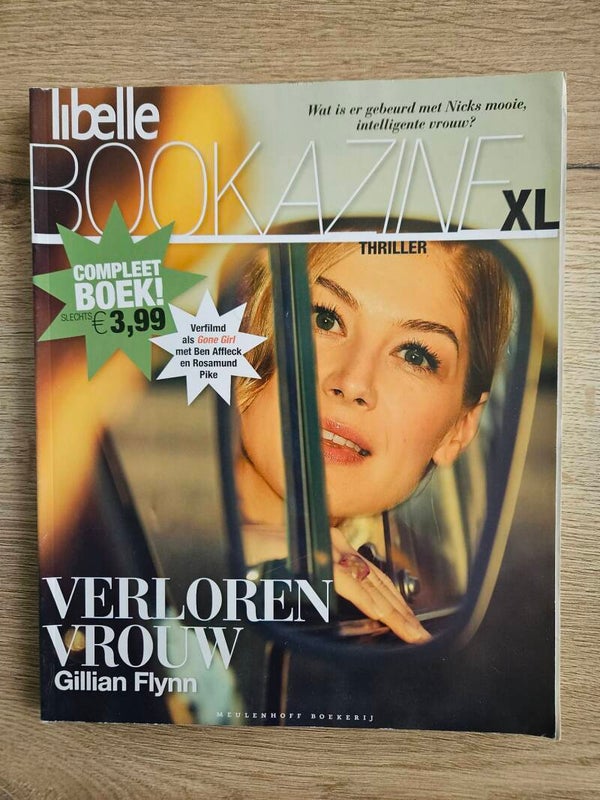 libelle
Wat is er gebeurd met Nicks mooie,
intelligente vrouw?
BOOKAZINE
XL
THRILLER
COMPLEET
BOEK!
SLECHTS €3,99
Verfilmd
als Gone Girl
met Ben Affleck
en Rosamund
Pike
VERLOREN
VROUW
Gillian Flynn
MEULENHOFF BOEKERIJ